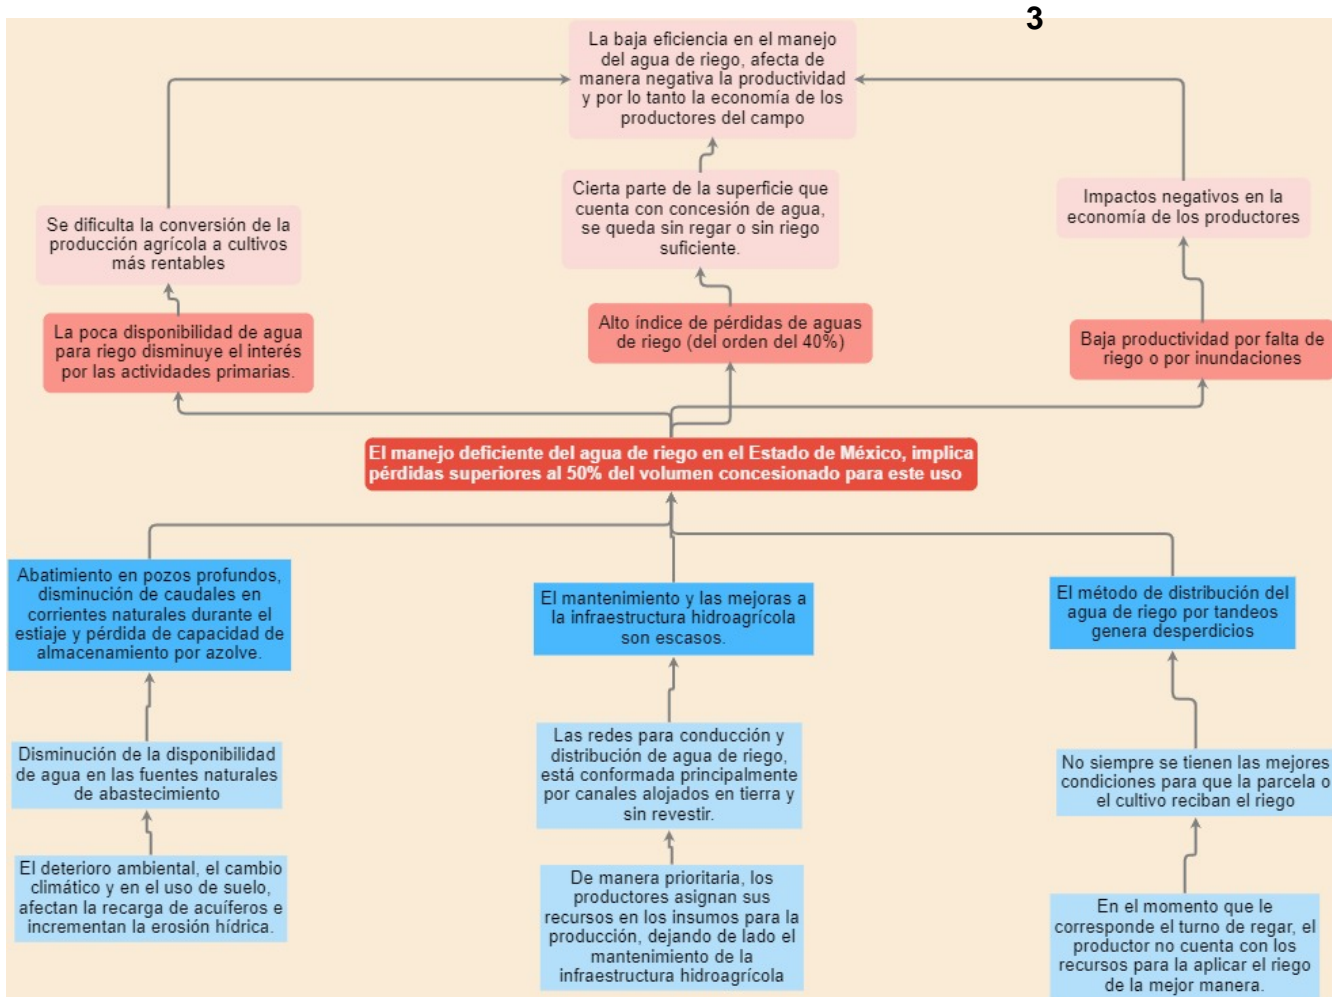 3
La baja eficiencia en el manejo
del agua de riego, afecta de
manera negativa la productividad
y por lo tanto la economía de los
productores del campo
Se dificulta la conversión de la
producción agrícola a cultivos
más rentables
Cierta parte de la superficie que
cuenta con concesión de agua,
se queda sin regar o sin riego
suficiente.
Impactos negativos en la
economía de los productores
La poca disponibilidad de agua
para riego disminuye el interés
por las actividades primarias.
Alto índice de pérdidas de aguas
de riego (del orden del 40%)
Baja productividad por falta de
riego o por inundaciones
El manejo deficiente del agua de riego en el Estado de México, implica
pérdidas superiores al 50% del volumen concesionado para este uso
Abatimiento en pozos profundos,
disminución de caudales en
corrientes naturales durante el
estiaje y pérdida de capacidad de
almacenamiento por azolve.
El mantenimiento y las mejoras a
la infraestructura hidroagrícola
son escasos.
El método de distribución del
agua de riego por tandeos
genera desperdicios
Disminución de la disponibilidad
de agua en las fuentes naturales
de abastecimiento
Las redes para conducción y
distribución de agua de riego,
está conformada principalmente
por canales alojados en tierra y
sin revestir.
No siempre se tienen las mejores
condiciones para que la parcela o
el cultivo reciban el riego
El deterioro ambiental, el cambio
climático y en el uso de suelo,
afectan la recarga de acuíferos e
incrementan la erosión hídrica.
De manera prioritaria, los
productores asignan sus
recursos en los insumos para la
producción, dejando de lado el
mantenimiento de la
infraestructura hidroagrícola
En el momento que le
corresponde el turno de regar, el
productor no cuenta con los
recursos para la aplicar el riego
de la mejor manera.